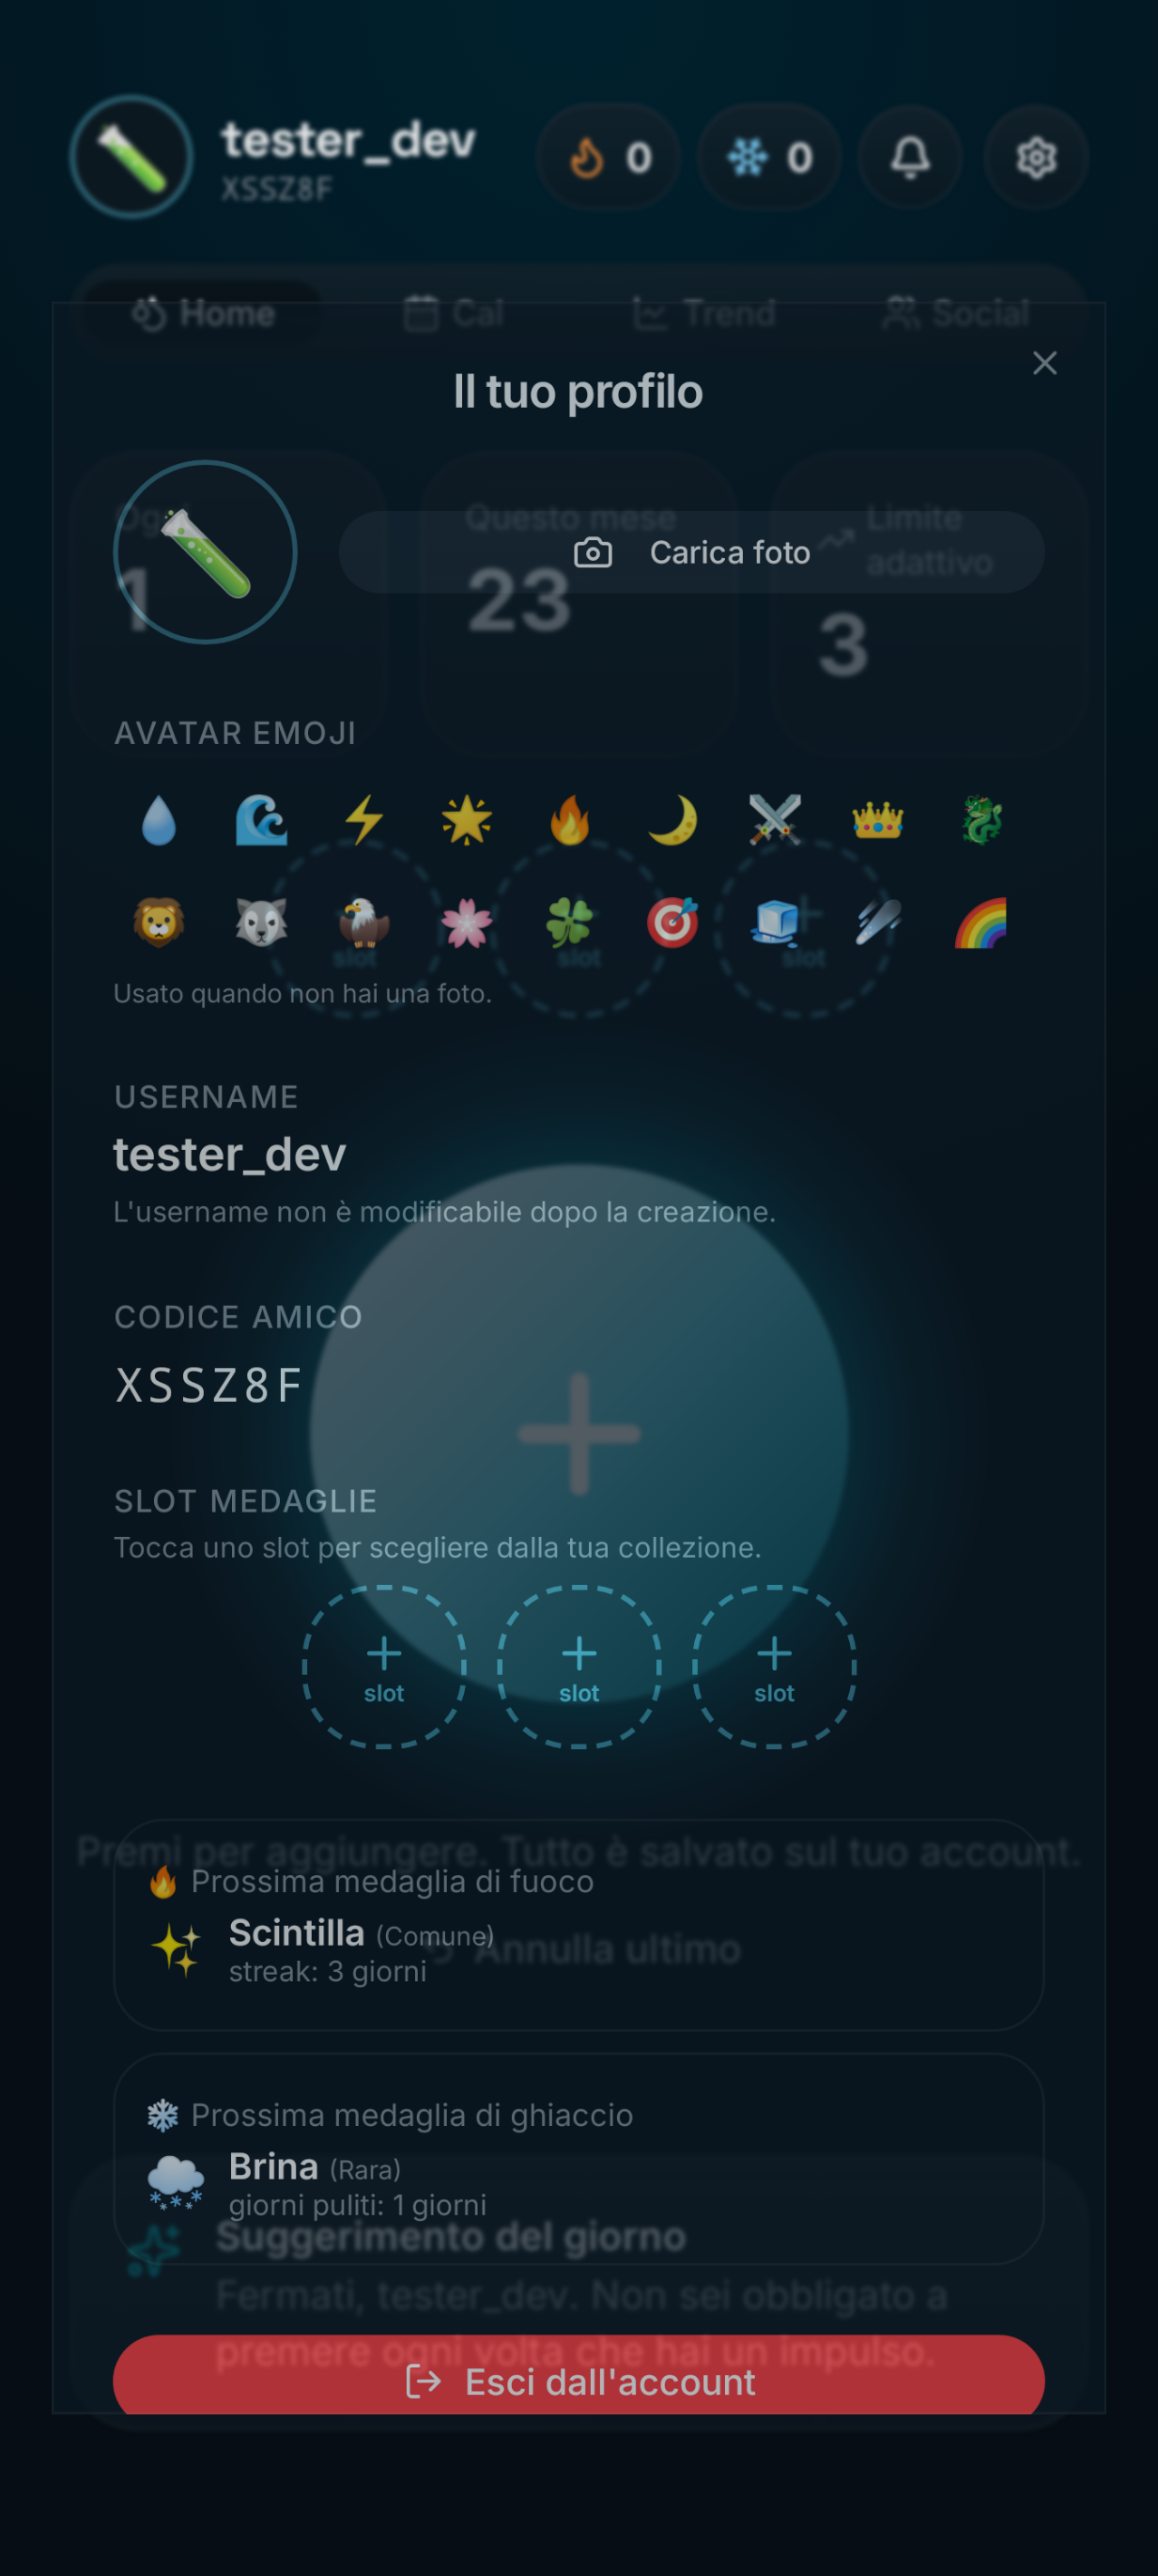 tester_dev
XSSZ8F
0
0
Home
Cal
Trend
Social
Il tuo profilo
Oggi
1
Questo mese
23
Limite
adattivo
3
Carica foto
AVATAR EMOJI
slot
slot
slot
Usato quando non hai una foto.
USERNAME
tester_dev
L'username non è modificabile dopo la creazione.
CODICE AMICO
XSSZ8F
SLOT MEDAGLIE
Tocca uno slot per scegliere dalla tua collezione.
slot
slot
slot
Premi per aggiungere. Tutto è salvato sul tuo account.
Prossima medaglia di fuoco
Scintilla (Comune)
Annulla ultimo
streak: 3 giorni
Prossima medaglia di ghiaccio
Brina (Rara)
giorni puliti: 1 giorni
Suggerimento del giorno
Fermati, tester_dev. Non sei obbligato a
premere ogni volta che hai un impulso.
Esci dall'account